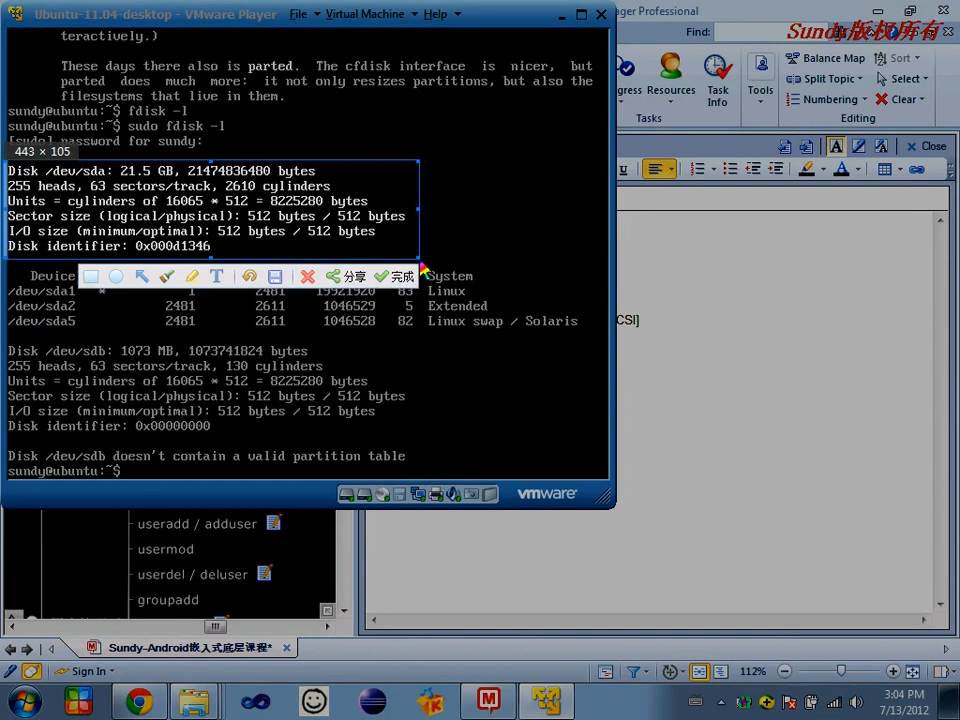 Ubuntu-11.04-desktop - VMware Player File Virtual Machine Help
ager Professional
Sundy版权所有
teractively.)
These days there also is parted. The cfdisk interface is nicer, but
parted does much more: it not only resizes partitions, but also the
filesystems that live in them.
sundy@ubuntu:~$ fdisk -l
sundy@ubuntu:~$ sudo fdisk -l
[sudo] password for sundy:
443 × 105
Disk /dev/sda: 21.5 GB, 21474836480 bytes
255 heads, 63 sectors/track, 2610 cylinders
Units = cylinders of 16065 * 512 = 8225280 bytes
Sector size (logical/physical): 512 bytes / 512 bytes
I/O size (minimum/optimal): 512 bytes / 512 bytes
Disk identifier: 0x000d1346
Device System
分享 完成
/dev/sda1 * 1 2481 19921920 83 Linux
/dev/sda2 2481 2611 1046529 5 Extended
/dev/sda5 2481 2611 1046528 82 Linux swap / Solaris
Disk /dev/sdb: 1073 MB, 1073741824 bytes
255 heads, 63 sectors/track, 130 cylinders
Units = cylinders of 16065 * 512 = 8225280 bytes
Sector size (logical/physical): 512 bytes / 512 bytes
I/O size (minimum/optimal): 512 bytes / 512 bytes
Disk identifier: 0x00000000
Disk /dev/sdb doesn't contain a valid partition table
sundy@ubuntu:~$
vmware
Find:
Balance Map Sort
Split Topic Select
Numbering Clear
gress Resources Task Info Tools
Tasks Editing
Close
CSI]
useradd / adduser
usermod
userdel / deluser
groupadd
Sundy-Android嵌入式底层课程*
Sign In
112%
3:04 PM
7/13/2012